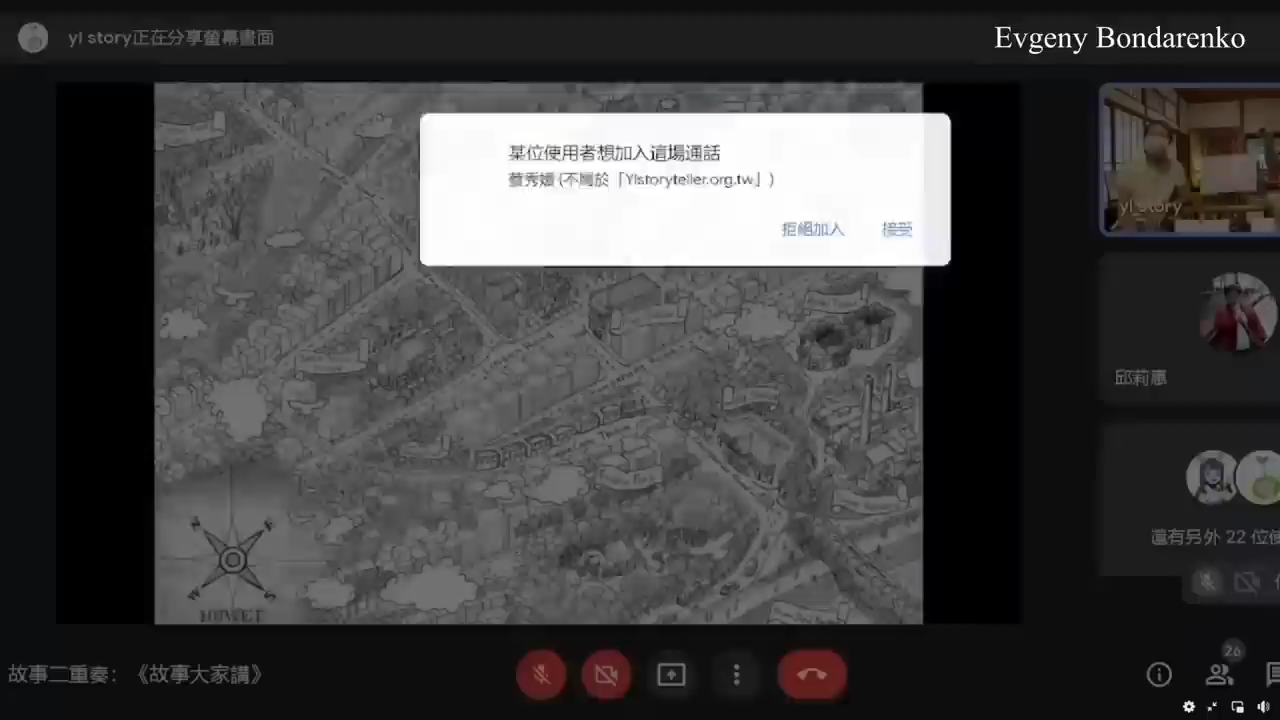 yl story正在分享螢幕畫面
Evgeny Bondarenko
某位使用者想加入這場通話
(不屬於「Ylstoryteller.org.tw」)
拒絕加入
接受
yl story
邱莉惠
還有另外 22 位
26
故事二重奏：《故事大家講》